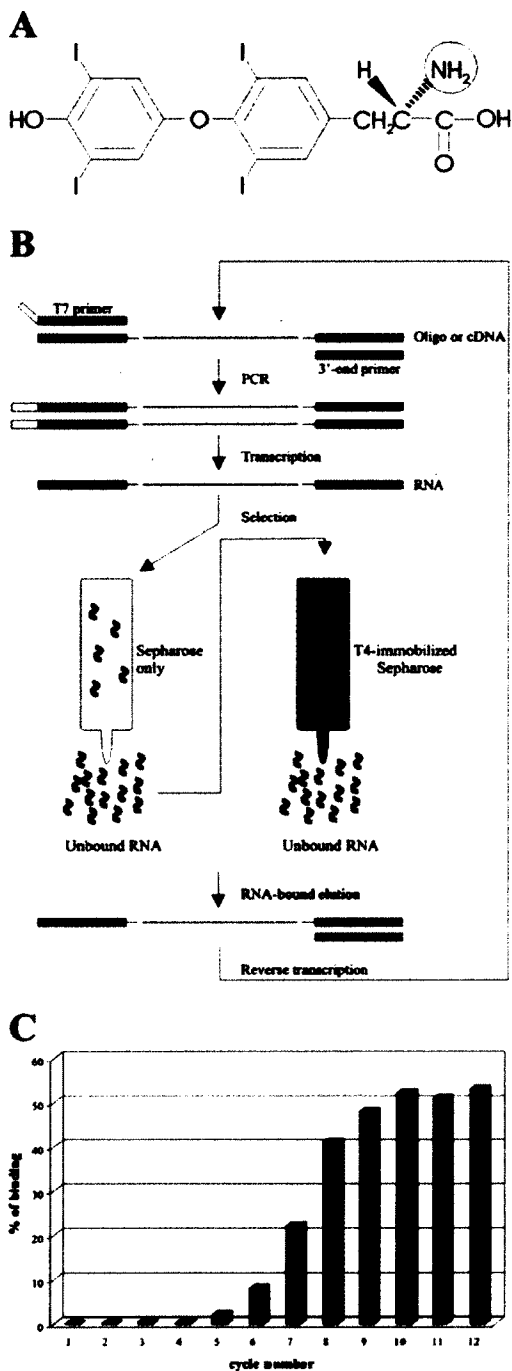 A
I I H NH2
HO O CH2 C C OH
I I O
B
T7 primer
Oligo or cDNA
3'-end primer
PCR
Transcription
RNA
Selection
Sepharose
only
T4-immobilized
Sepharose
Unbound RNA
Unbound RNA
RNA-bound elution
Reverse transcription
C
60
50
40
30
20
10
0
% of binding
1 2 3 4 5 6 7 8 9 10 11 12
cycle number